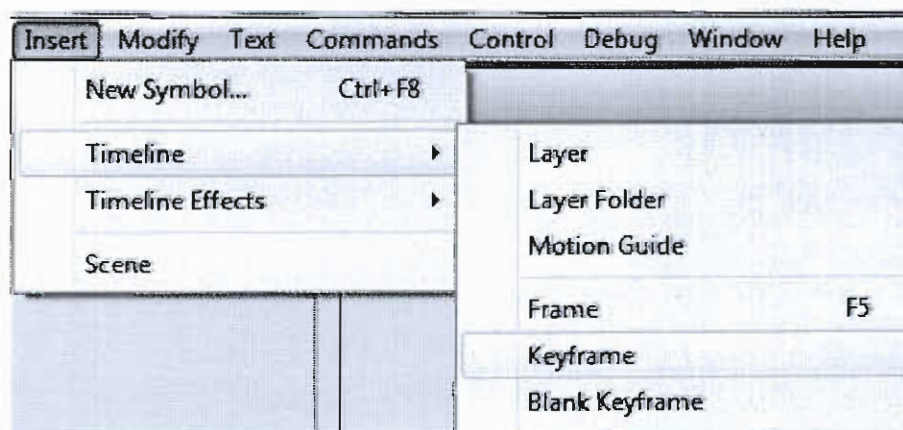 Insert Modify Text Commands Control Debug Window Help
New Symbol... Ctrl+F8
Timeline
Timeline Effects
Scene
Layer
Layer Folder
Motion Guide
Frame F5
Keyframe
Blank Keyframe